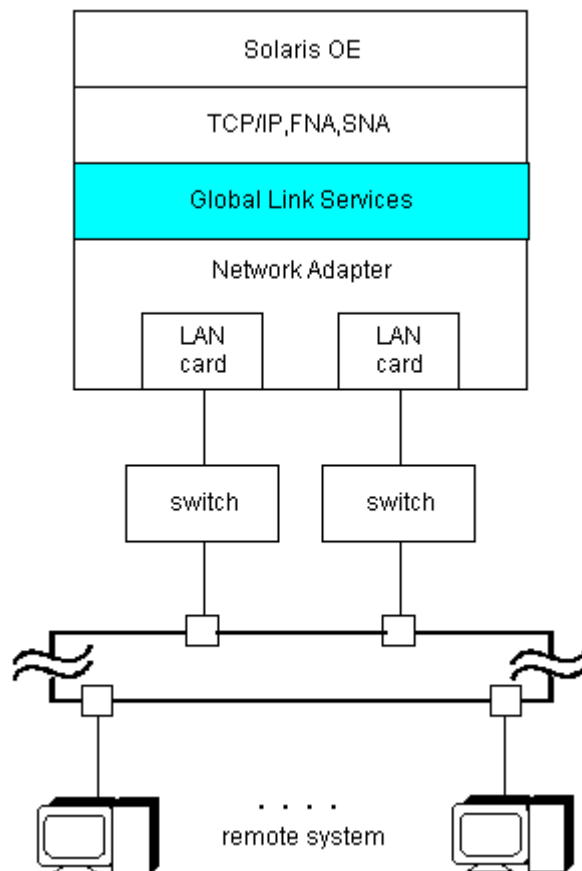 Solaris OE
TCP/IP,FNA,SNA
Global Link Services
Network Adapter
LAN
card
LAN
card
switch
switch
. . . .
remote system